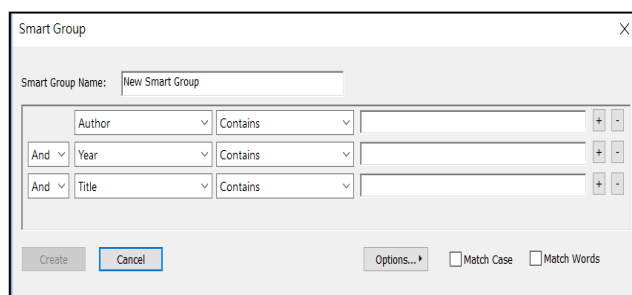 Smart Group X
Smart Group Name: New Smart Group
Author Contains + -
And Year Contains + -
And Title Contains + -
Create Cancel Options... Match Case Match Words